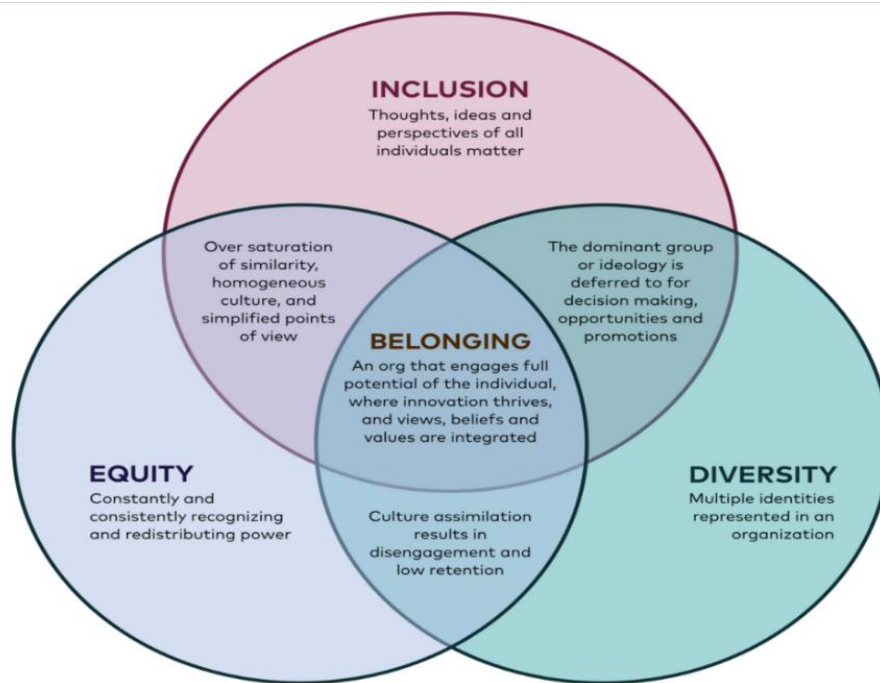 INCLUSION
Thoughts, ideas and
perspectives of all
individuals matter
Over saturation
of similarity,
homogeneous
culture, and
simplified points
of view
The dominant group
or ideology is
deferred to for
decision making,
opportunities and
promotions
BELONGING
An org that engages full
potential of the individual,
where innovation thrives,
and views, beliefs and
values are integrated
EQUITY
Constantly and
consistently recognizing
and redistributing power
DIVERSITY
Multiple identities
represented in an
organization
Culture assimilation
results in
disengagement and
low retention